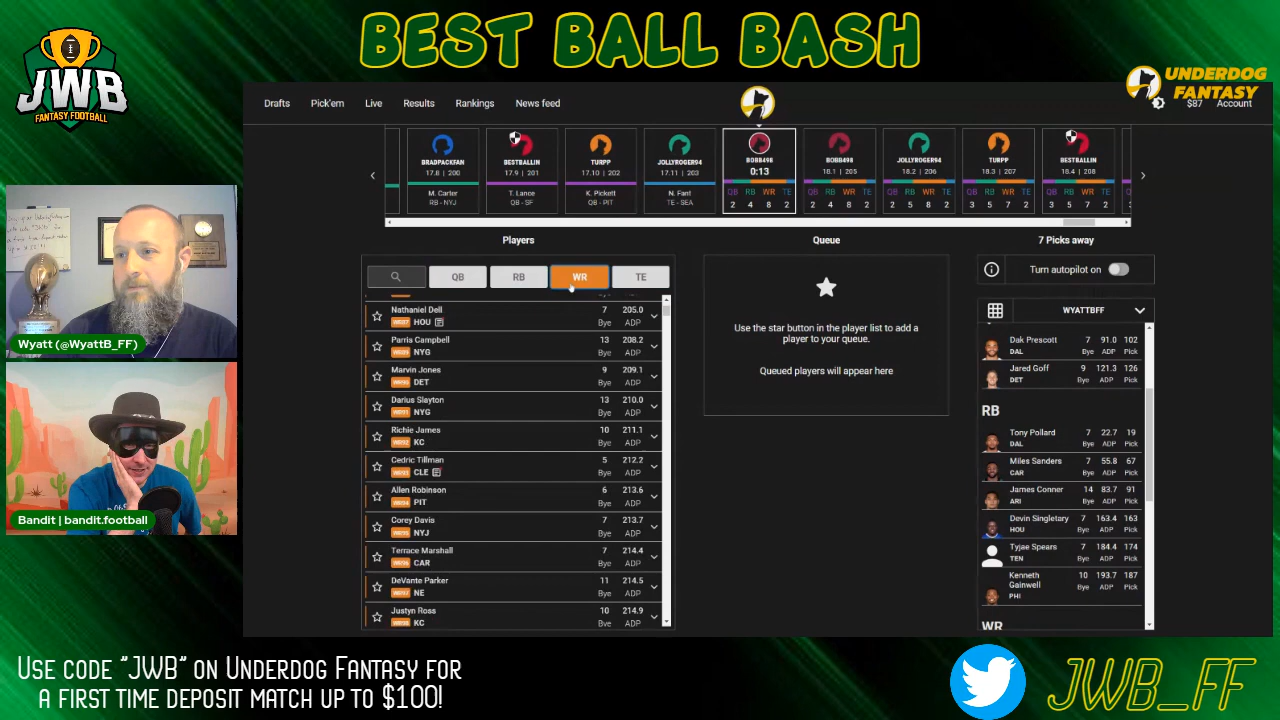 BEST BALL BASH
JWB
FANTASY FOOTBALL
UNDERDOG
FANTASY
Drafts Pick'em Live Results Rankings News feed
$87 Account
BRADPACKFAN
17.8 | 200
M. Carter
RB - NYJ
BESTBALLIN
17.9 | 201
T. Lance
QB - SF
TURPP
17.10 | 202
K. Pickett
QB - PIT
JOLLYROGER94
17.11 | 203
N. Fant
TE - SEA
BOBB498
0:13
QB RB WR TE
2 4 8 2
BOBB498
18.1 | 205
QB RB WR TE
2 4 8 2
JOLLYROGER94
18.2 | 206
QB RB WR TE
2 5 8 2
TURPP
18.3 | 207
QB RB WR TE
3 5 7 2
BESTBALLIN
18.4 | 208
QB RB WR TE
3 5 7 2
Players
Queue
7 Picks away
QB
RB
WR
TE
Bye ADP
Nathaniel Dell 7 205.0
HOU Bye ADP
Parris Campbell 13 208.2
NYG Bye ADP
Marvin Jones 9 209.1
DET Bye ADP
Darius Slayton 13 210.0
NYG Bye ADP
Richie James 10 211.1
KC Bye ADP
Cedric Tillman 5 212.2
CLE Bye ADP
Allen Robinson 6 213.6
PIT Bye ADP
Corey Davis 7 213.7
NYJ Bye ADP
Terrace Marshall 7 214.4
CAR Bye ADP
DeVante Parker 11 214.5
NE Bye ADP
Justyn Ross 10 214.9
KC Bye ADP
Use the star button in the player list to add a
player to your queue.
Queued players will appear here
Turn autopilot on
WYATTBFF
Dak Prescott 7 91.0 102
DAL Bye ADP Pick
Jared Goff 9 121.3 126
DET Bye ADP Pick
RB
Tony Pollard 7 22.7 19
DAL Bye ADP Pick
Miles Sanders 7 55.8 67
CAR Bye ADP Pick
James Conner 14 83.7 91
ARI Bye ADP Pick
Devin Singletary 7 163.4 163
HOU Bye ADP Pick
Tyjae Spears 7 184.4 174
TEN Bye ADP Pick
Kenneth Gainwell 10 193.7 187
PHI Bye ADP Pick
WR
Wyatt (@WyattB_FF)
Bandit | bandit.football
Use code "JWB" on Underdog Fantasy for
a first time deposit match up to $100!
JWB_FF